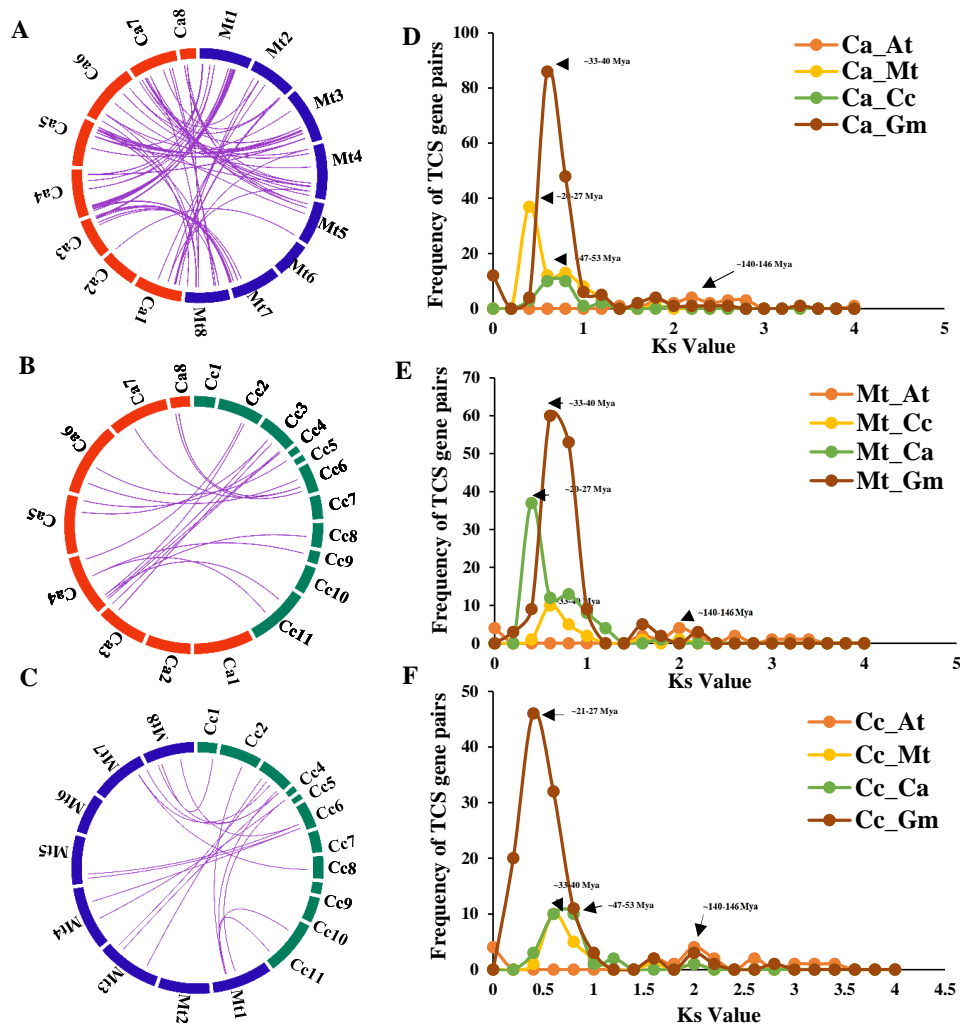 A
Ca8
Mt1
Ca7
Mt2
Ca6
Mt3
Ca5
Mt4
Ca4
Mt5
Ca3
Mt6
Ca2
Mt7
Ca1
Mt8
D
Frequency of TCS gene pairs
100
80
60
40
20
0
~33-40 Mya
~20-27 Mya
~47-53 Mya
~140-146 Mya
Ca_At
Ca_Mt
Ca_Cc
Ca_Gm
0 1 2 3 4 5
Ks Value
B
Ca8
Cc1
Ca7
Cc2
Cc3
Cc4
Cc5
Ca6
Cc6
Cc7
Ca5
Cc8
Cc9
Ca4
Cc10
Ca3
Cc11
Ca2
Ca1
E
Frequency of TCS gene pairs
70
60
50
40
30
20
10
0
~33-40 Mya
~20-27 Mya
~33-40 Mya
~140-146 Mya
Mt_At
Mt_Cc
Mt_Ca
Mt_Gm
0 1 2 3 4 5
Ks Value
C
Mt8
Cc1
Mt7
Cc2
Cc4
Cc5
Mt6
Cc6
Cc7
Mt5
Cc8
Cc9
Mt4
Cc10
Mt3
Cc11
Mt2
Mt1
F
Frequency of TCS gene pairs
50
40
30
20
10
0
~21-27 Mya
~33-40 Mya
~47-53 Mya
~140-146 Mya
Cc_At
Cc_Mt
Cc_Ca
Cc_Gm
0 0.5 1 1.5 2 2.5 3 3.5 4 4.5
Ks Value